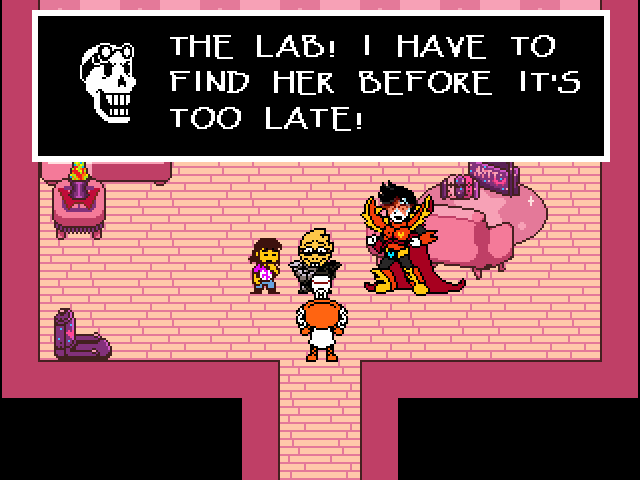 THE LAB! I HAVE TO
FIND HER BEFORE IT'S
TOO LATE!